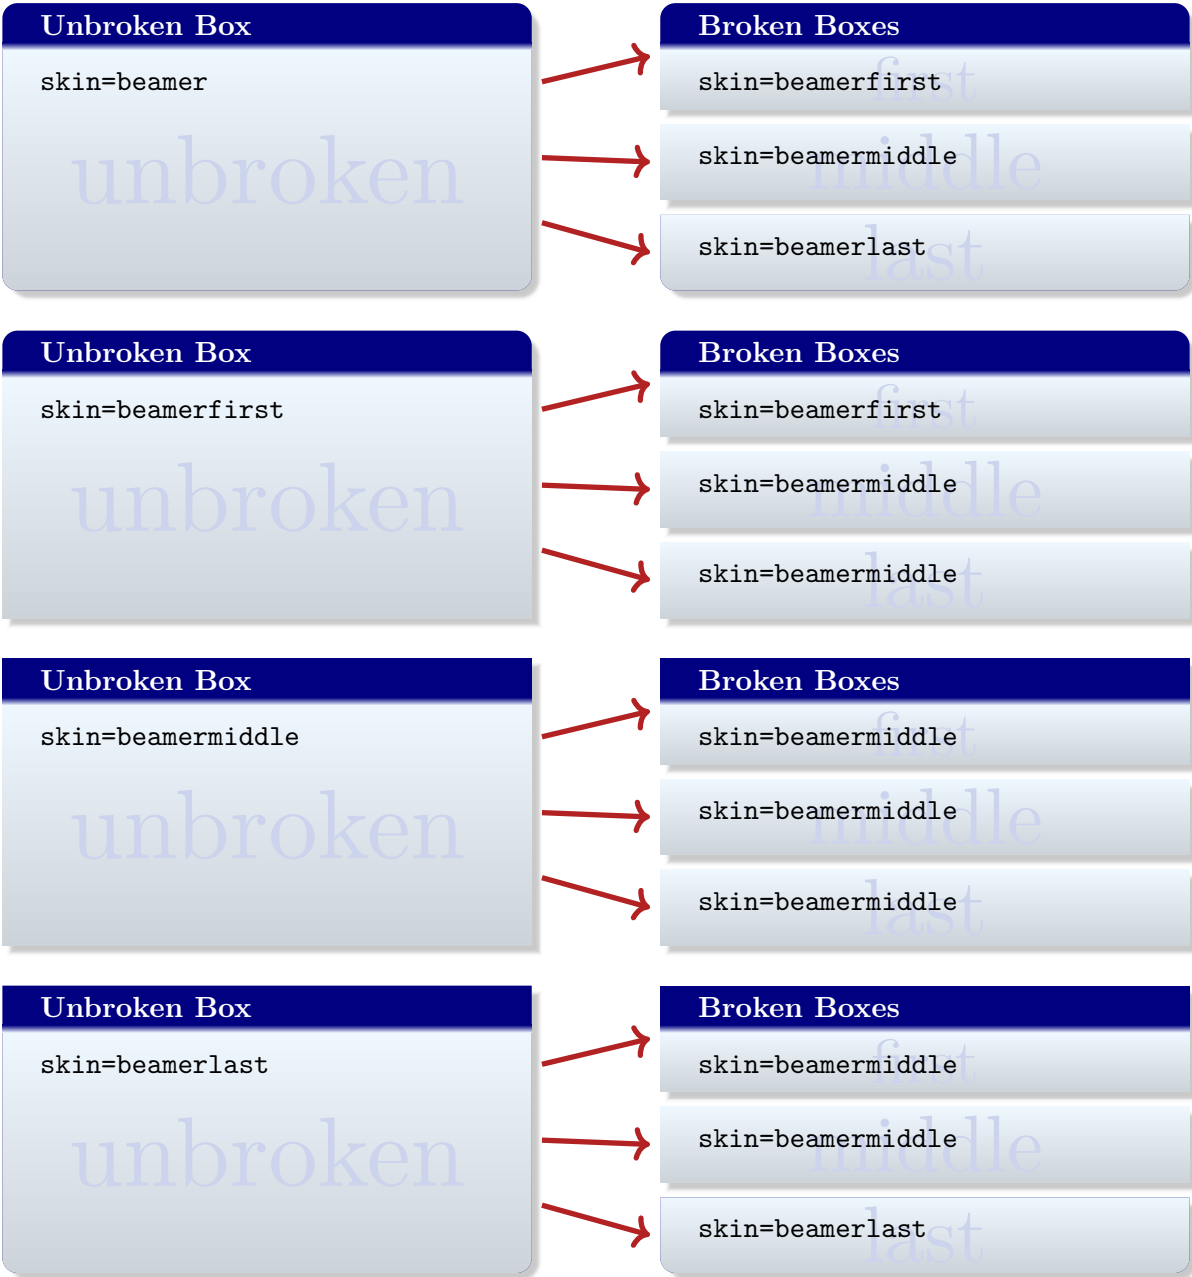 Unbroken Box
skin=beamer
unbroken
Broken Boxes
skin=beamerfirst
first
skin=beamermiddle
middle
skin=beamerlast
last
Unbroken Box
skin=beamerfirst
unbroken
Broken Boxes
skin=beamerfirst
first
skin=beamermiddle
middle
skin=beamermiddle
last
Unbroken Box
skin=beamermiddle
unbroken
Broken Boxes
skin=beamermiddle
first
skin=beamermiddle
middle
skin=beamermiddle
last
Unbroken Box
skin=beamerlast
unbroken
Broken Boxes
skin=beamermiddle
first
skin=beamermiddle
middle
skin=beamerlast
last